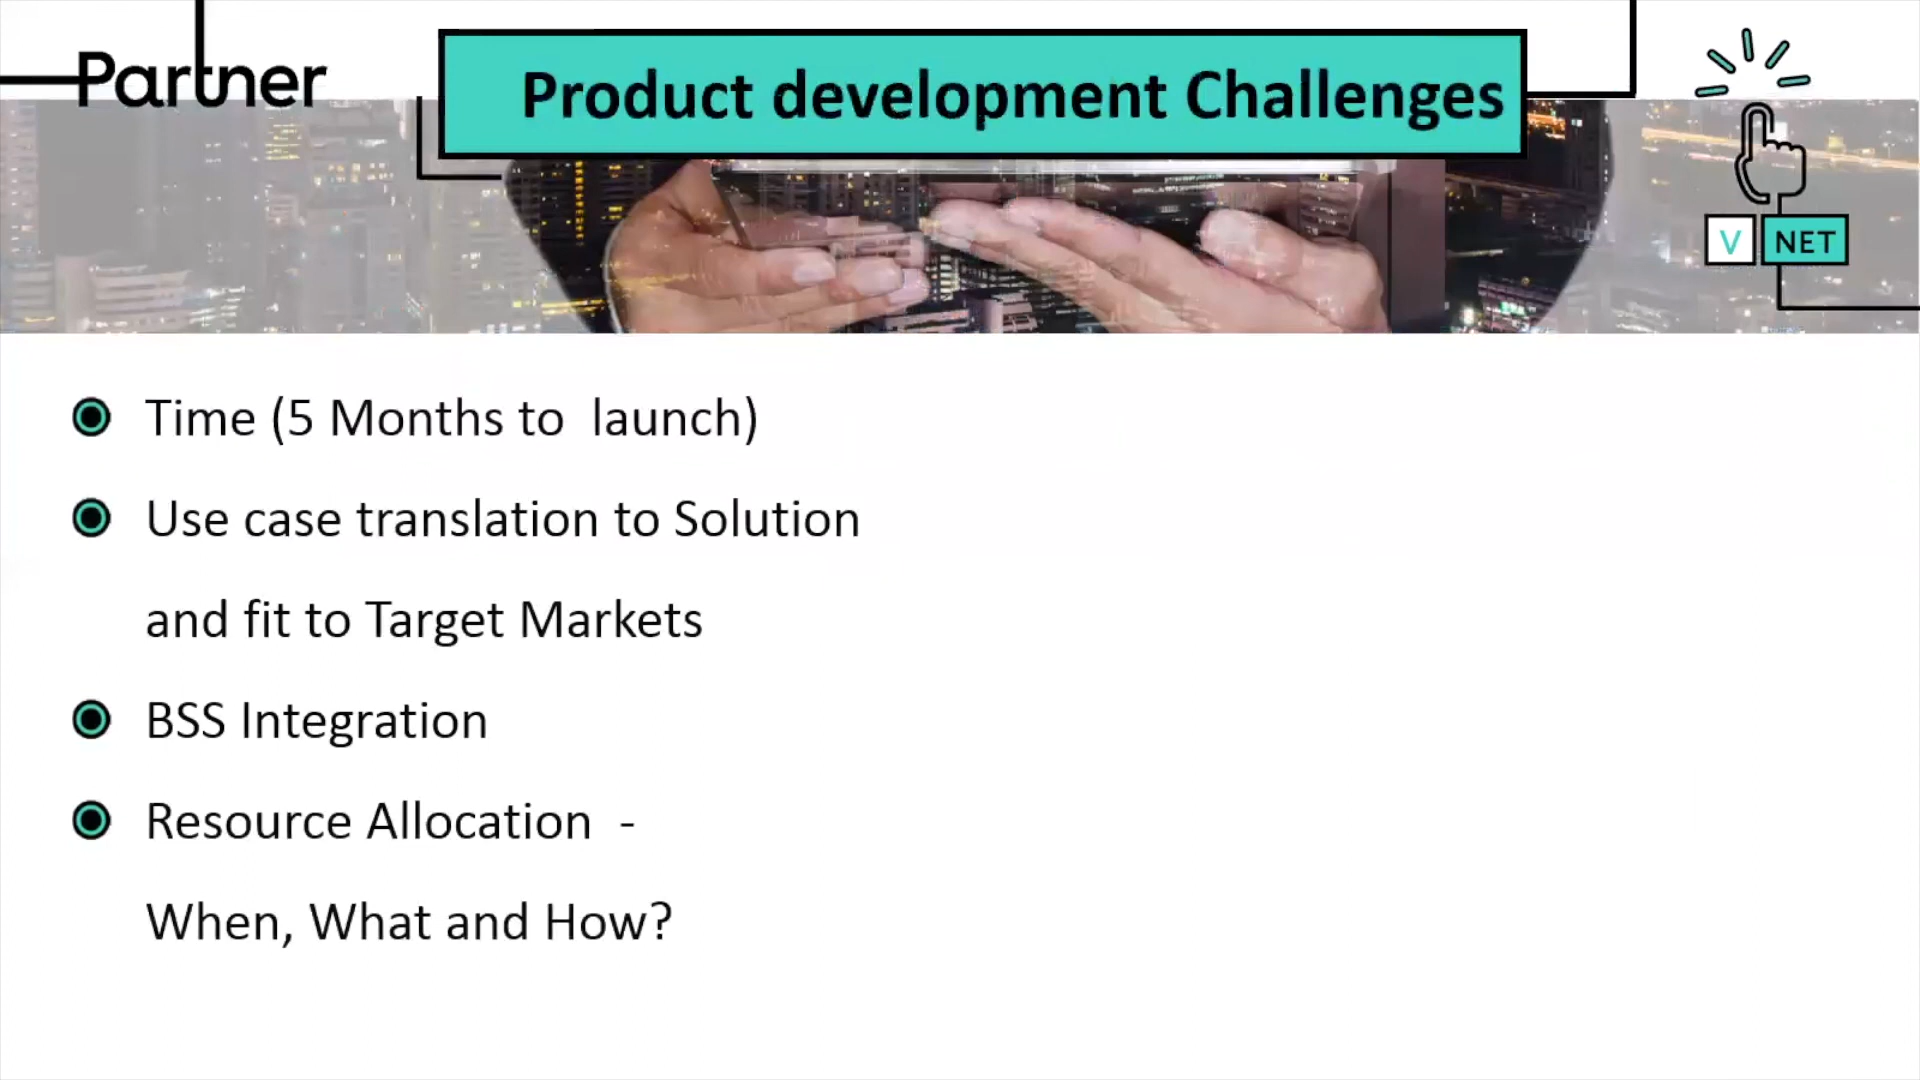 Partner
Product development Challenges
V NET
Time (5 Months to launch)
Use case translation to Solution
and fit to Target Markets
BSS Integration
Resource Allocation -
When, What and How?